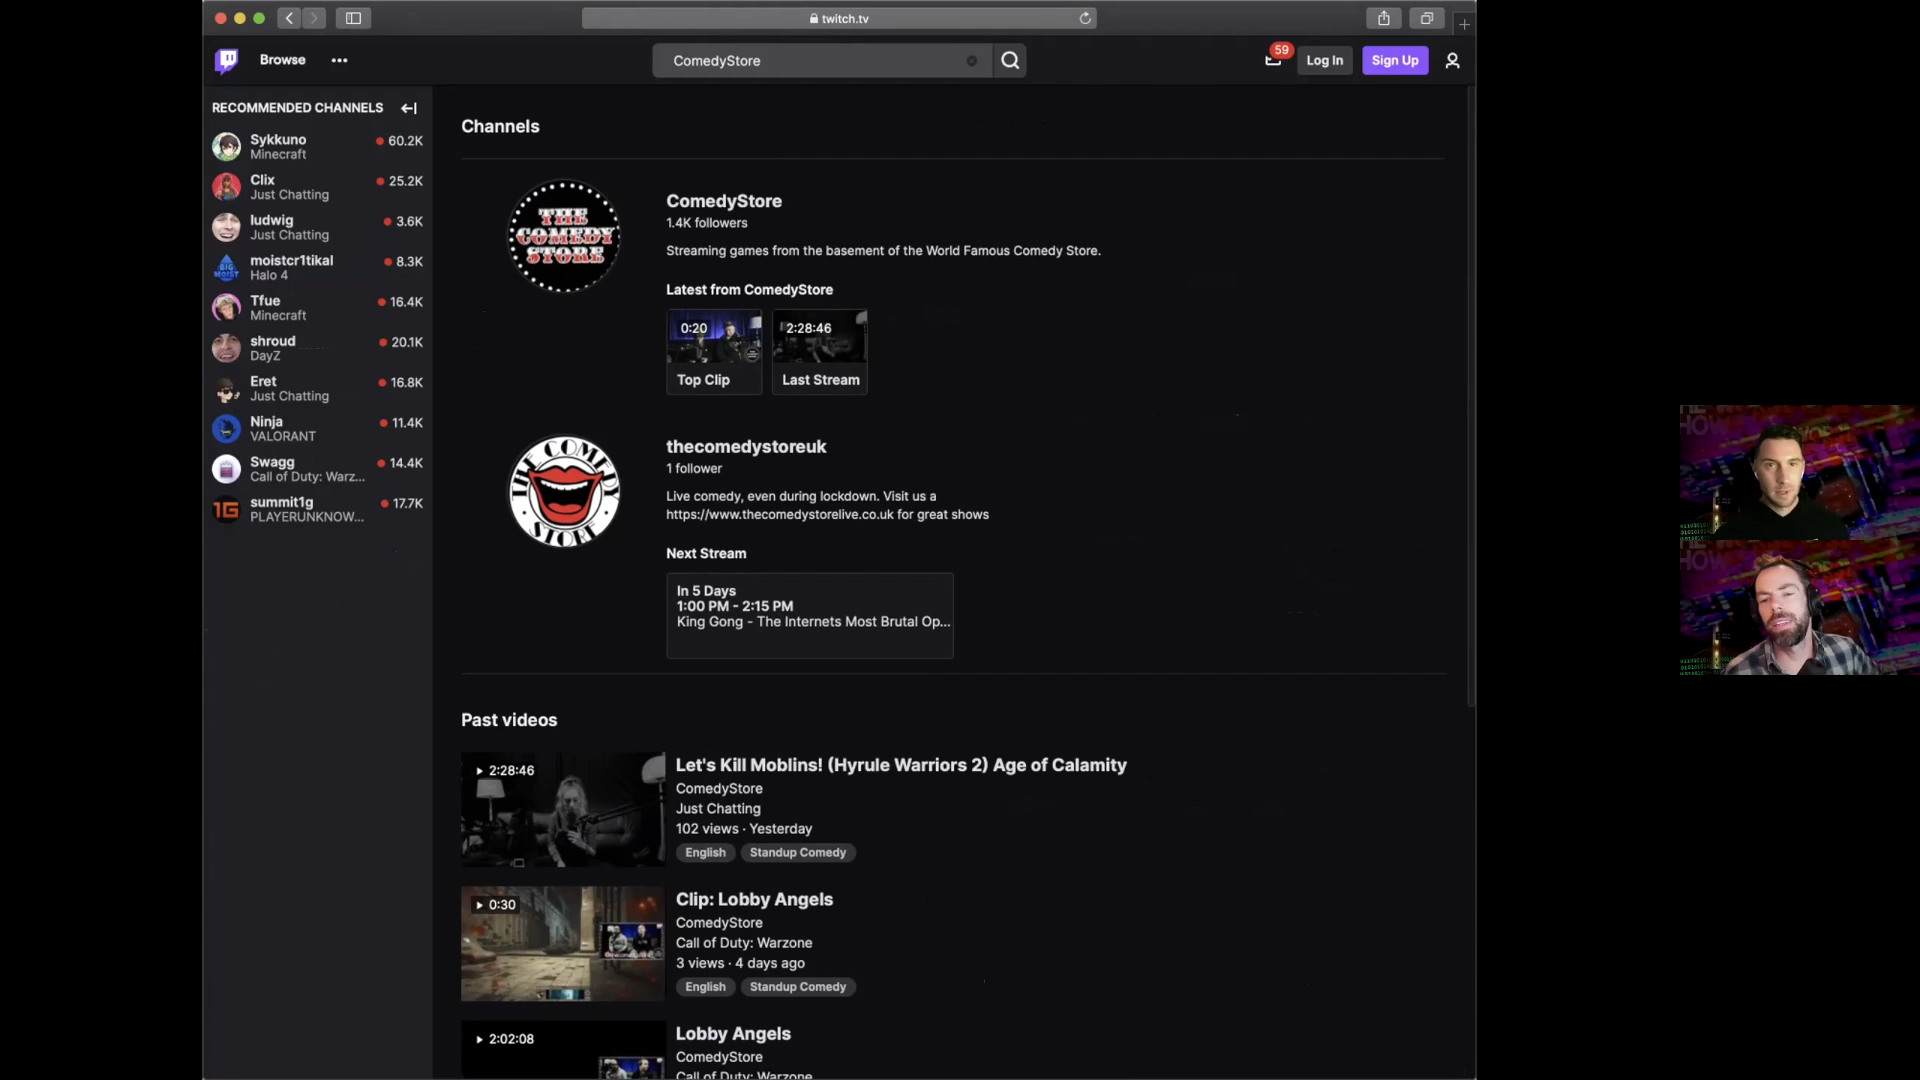 twitch.tv
Browse
ComedyStore
59
Log In
Sign Up
RECOMMENDED CHANNELS
Sykkuno
60.2K
Minecraft
Clix
25.2K
Just Chatting
ludwig
3.6K
Just Chatting
moistcr1tikal
8.3K
Halo 4
Tfue
16.4K
Minecraft
shroud
20.1K
DayZ
Eret
16.8K
Just Chatting
Ninja
11.4K
VALORANT
Swagg
14.4K
Call of Duty: Warz...
summit1g
17.7K
PLAYERUNKNOW...
Channels
THE
COMEDY
STORE
ComedyStore
1.4K followers
Streaming games from the basement of the World Famous Comedy Store.
Latest from ComedyStore
0:20
Top Clip
2:28:46
Last Stream
THE COMEDY
STORE
thecomedystoreuk
1 follower
Live comedy, even during lockdown. Visit us a
https://www.thecomedystorelive.co.uk for great shows
Next Stream
In 5 Days
1:00 PM - 2:15 PM
King Gong - The Internets Most Brutal Op...
Past videos
2:28:46
Let's Kill Moblins! (Hyrule Warriors 2) Age of Calamity
ComedyStore
Just Chatting
102 views · Yesterday
English
Standup Comedy
0:30
Clip: Lobby Angels
ComedyStore
Call of Duty: Warzone
3 views · 4 days ago
English
Standup Comedy
2:02:08
Lobby Angels
ComedyStore
Call of Duty: Warzone